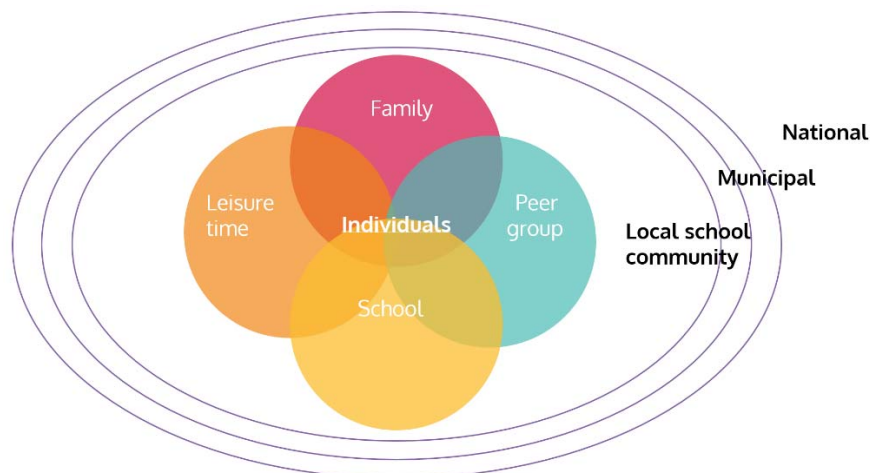 Family
National
Municipal
Leisure
time
Peer
group
Individuals
Local school
community
School